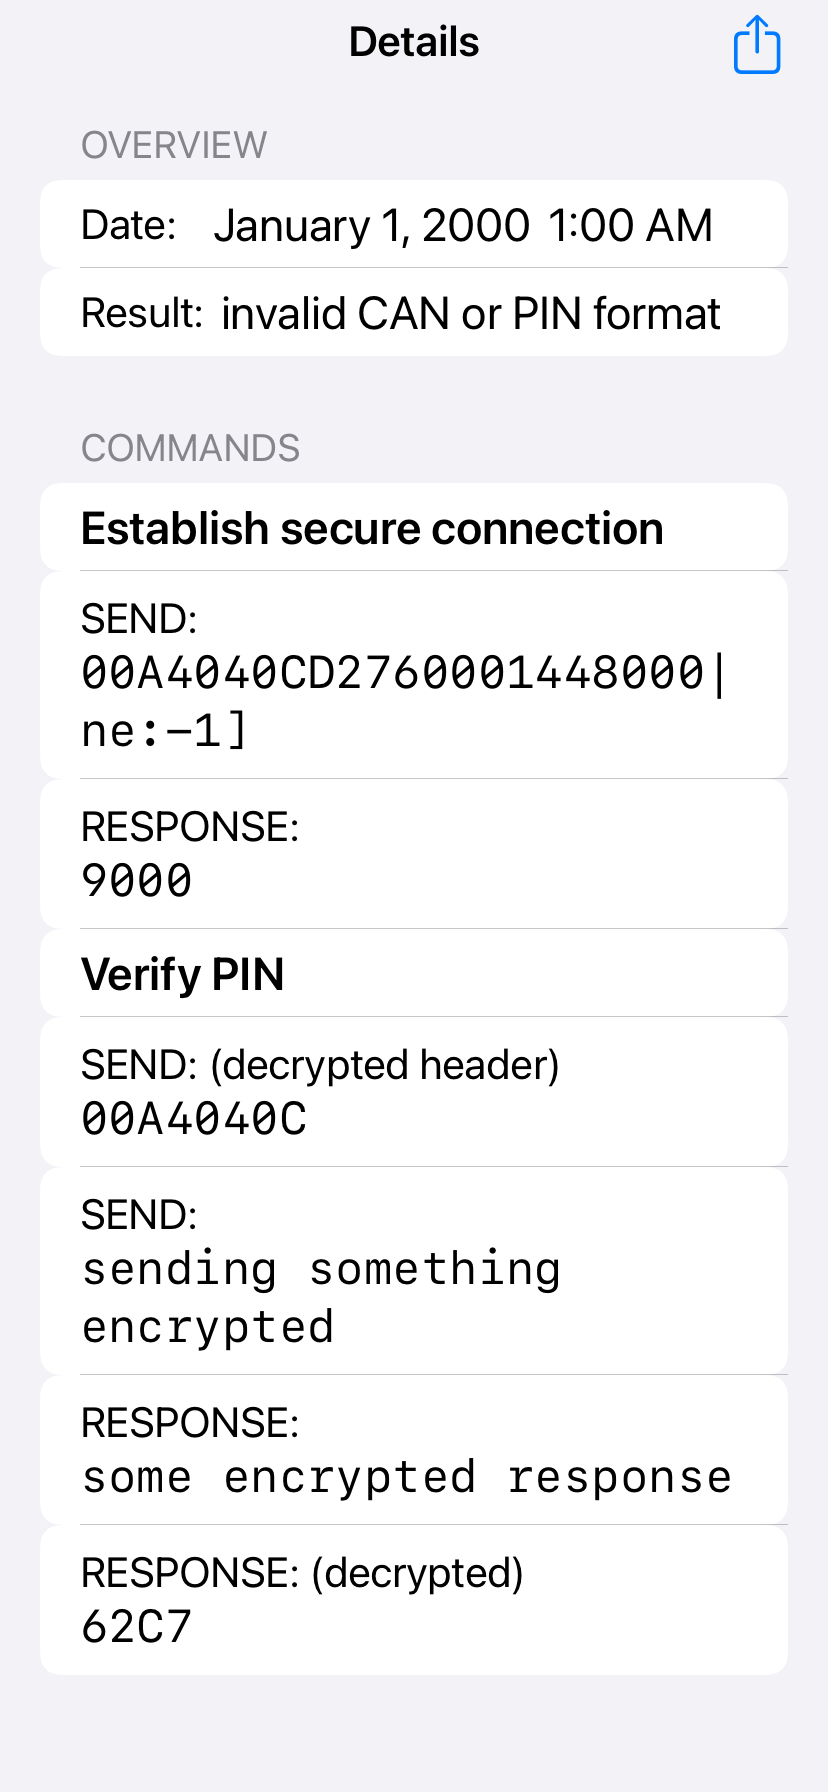 Details
OVERVIEW
Date: January 1, 2000 1:00 AM
Result: invalid CAN or PIN format
COMMANDS
Establish secure connection
SEND:
00A4040CD2760001448000|
ne:-1]
RESPONSE:
9000
Verify PIN
SEND: (decrypted header)
00A4040C
SEND:
sending something
encrypted
RESPONSE:
some encrypted response
RESPONSE: (decrypted)
62C7